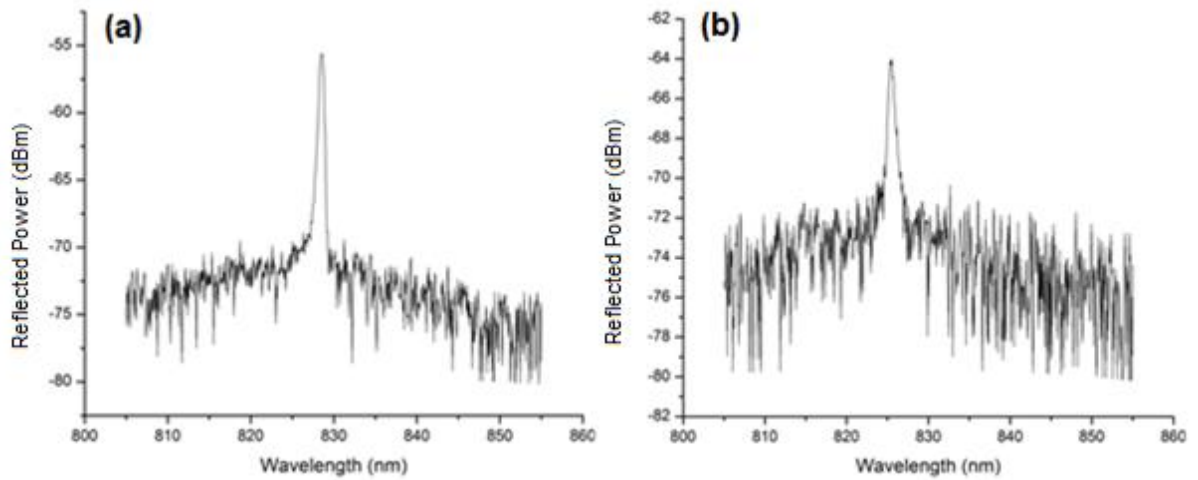 (a)
Reflected Power (dBm)
-55
-60
-65
-70
-75
-80
800 810 820 830 840 850 860
Wavelength (nm)
(b)
Reflected Power (dBm)
-62
-64
-66
-68
-70
-72
-74
-76
-78
-80
-82
800 810 820 830 840 850 860
Wavelength (nm)